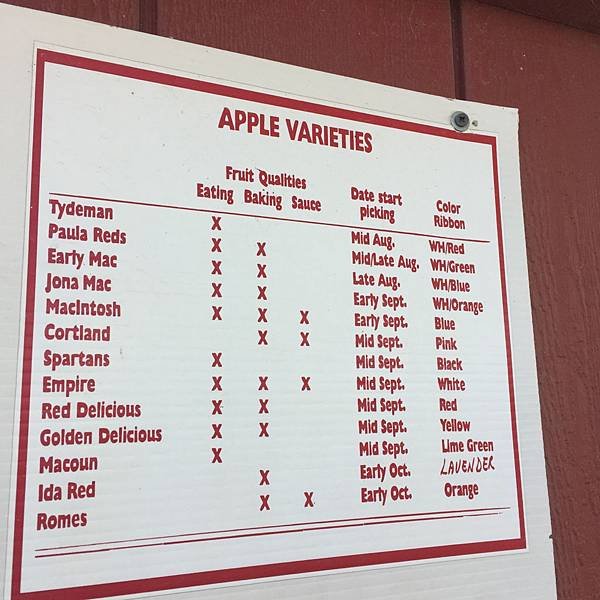 APPLE VARIETIES
Fruit Qualities
Eating Baking Sauce Date start picking Color Ribbon
Tydeman X Mid Aug. WH/Red
Paula Reds X X Mid/Late Aug. WH/Green
Early Mac X X Late Aug. WH/Blue
Jona Mac X X Early Sept. WH/Orange
MacIntosh X X X Early Sept. Blue
Cortland X X Mid Sept. Pink
Spartans X Mid Sept. Black
Empire X X X Mid Sept. White
Red Delicious X X Mid Sept. Red
Golden Delicious X X Mid Sept. Yellow
Macoun X Mid Sept. Lime Green
Ida Red X Early Oct. LAVENDER
Romes X X Early Oct. Orange